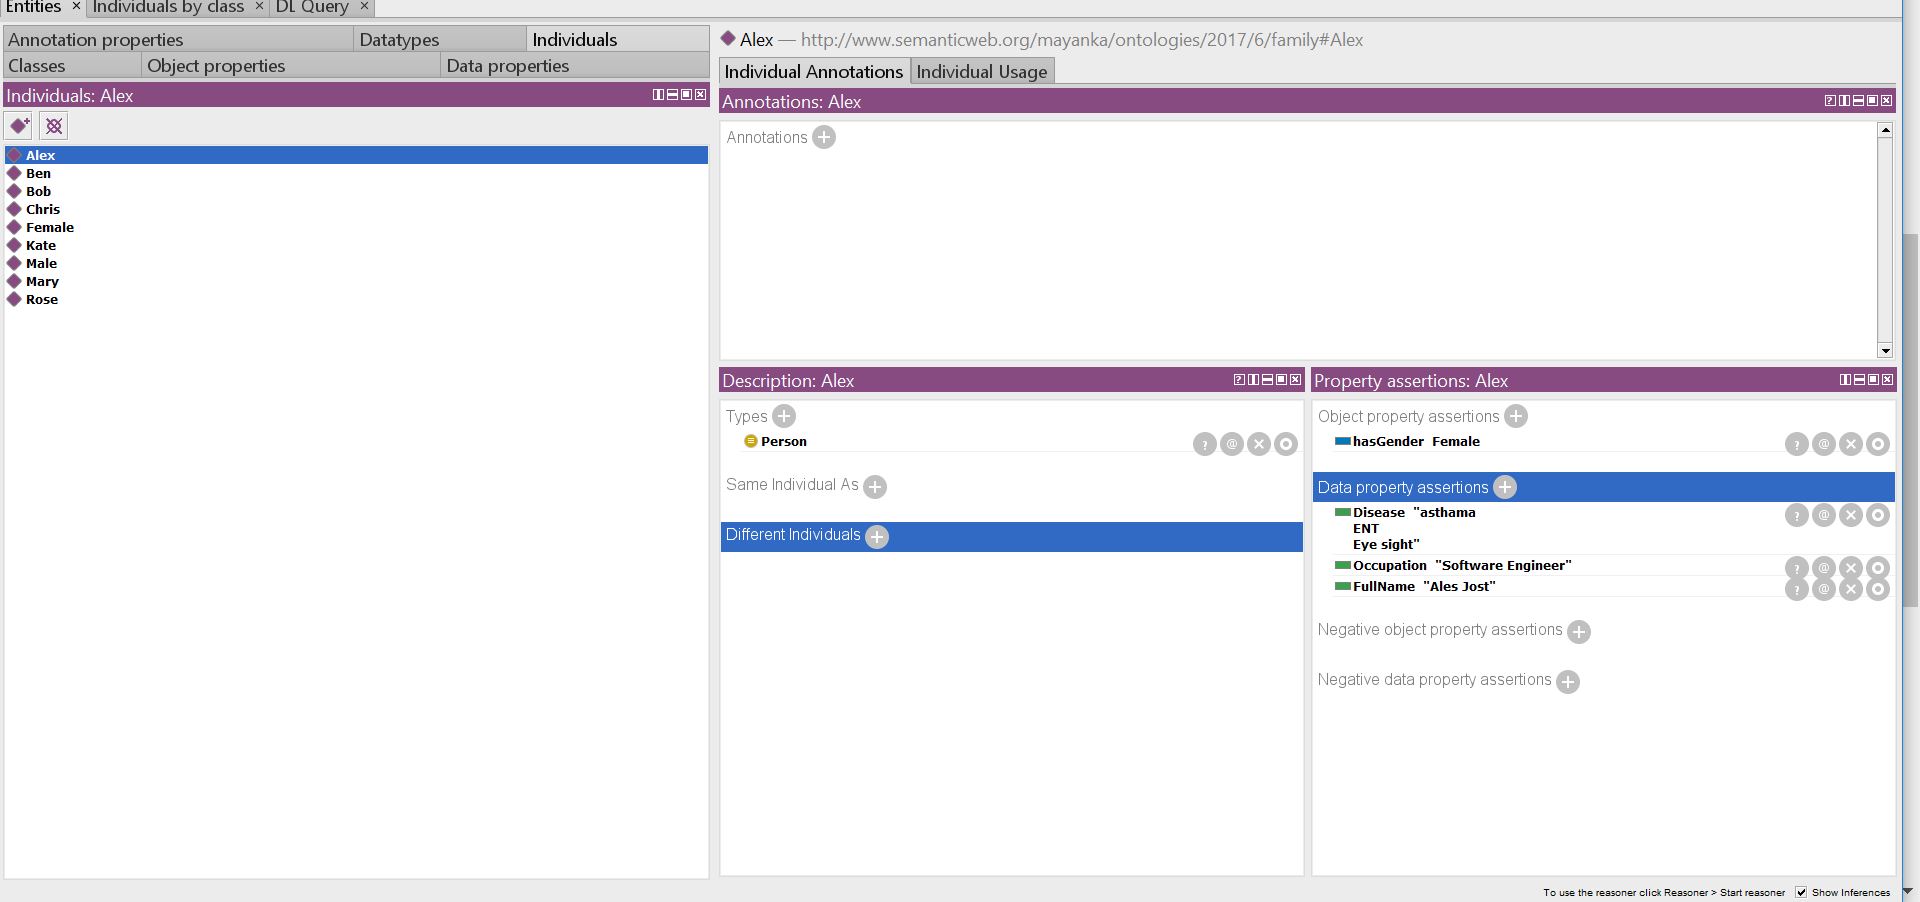 Entities × Individuals by class × DL Query ×
Annotation properties Datatypes Individuals
Classes Object properties Data properties
Individuals: Alex
Alex
Ben
Bob
Chris
Female
Kate
Male
Mary
Rose
Alex — http://www.semanticweb.org/mayanka/ontologies/2017/6/family#Alex
Individual Annotations Individual Usage
Annotations: Alex
Annotations
Description: Alex
Types
Person
Same Individual As
Different Individuals
Property assertions: Alex
Object property assertions
hasGender Female
Data property assertions
Disease "asthama
ENT
Eye sight"
Occupation "Software Engineer"
FullName "Ales Jost"
Negative object property assertions
Negative data property assertions
To use the reasoner click Reasoner > Start reasoner Show Inferences